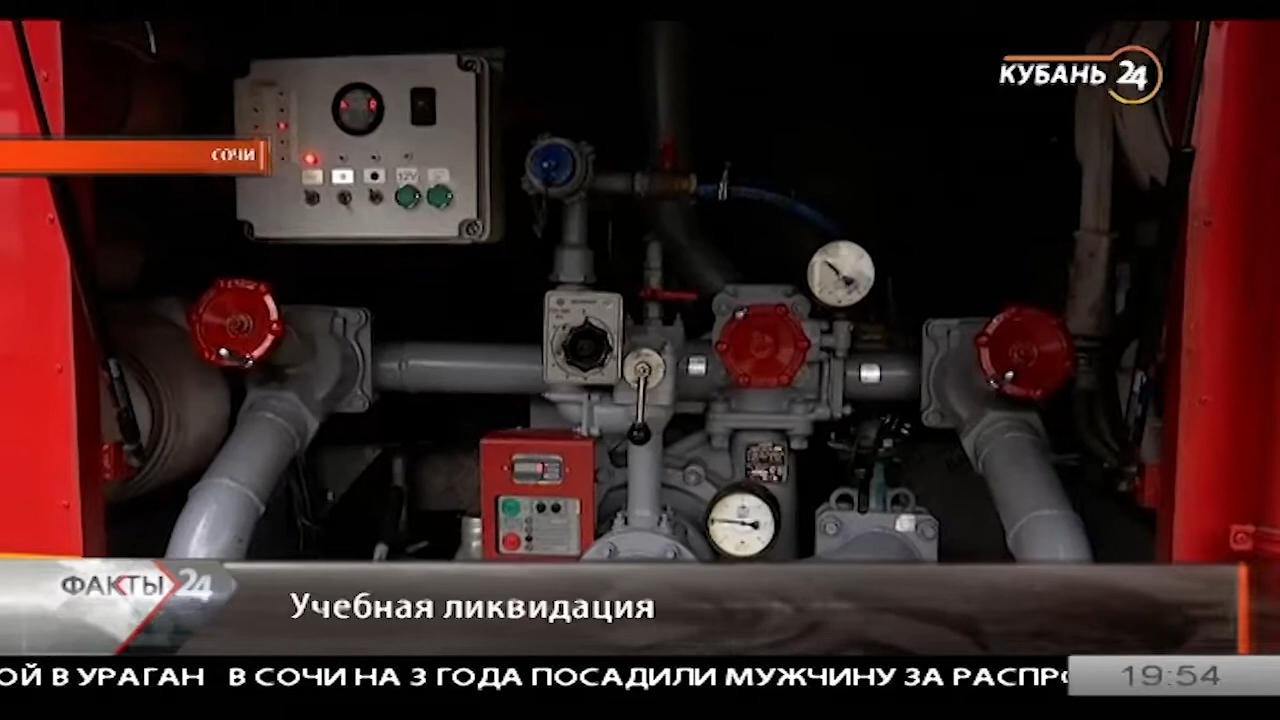 КУБАНЬ 24
СОЧИ
12V
ФАКТЫ 24
Учебная ликвидация
ОЙ В УРАГАН В СОЧИ НА 3 ГОДА ПОСАДИЛИ МУЖЧИНУ ЗА РАСПР
19:54